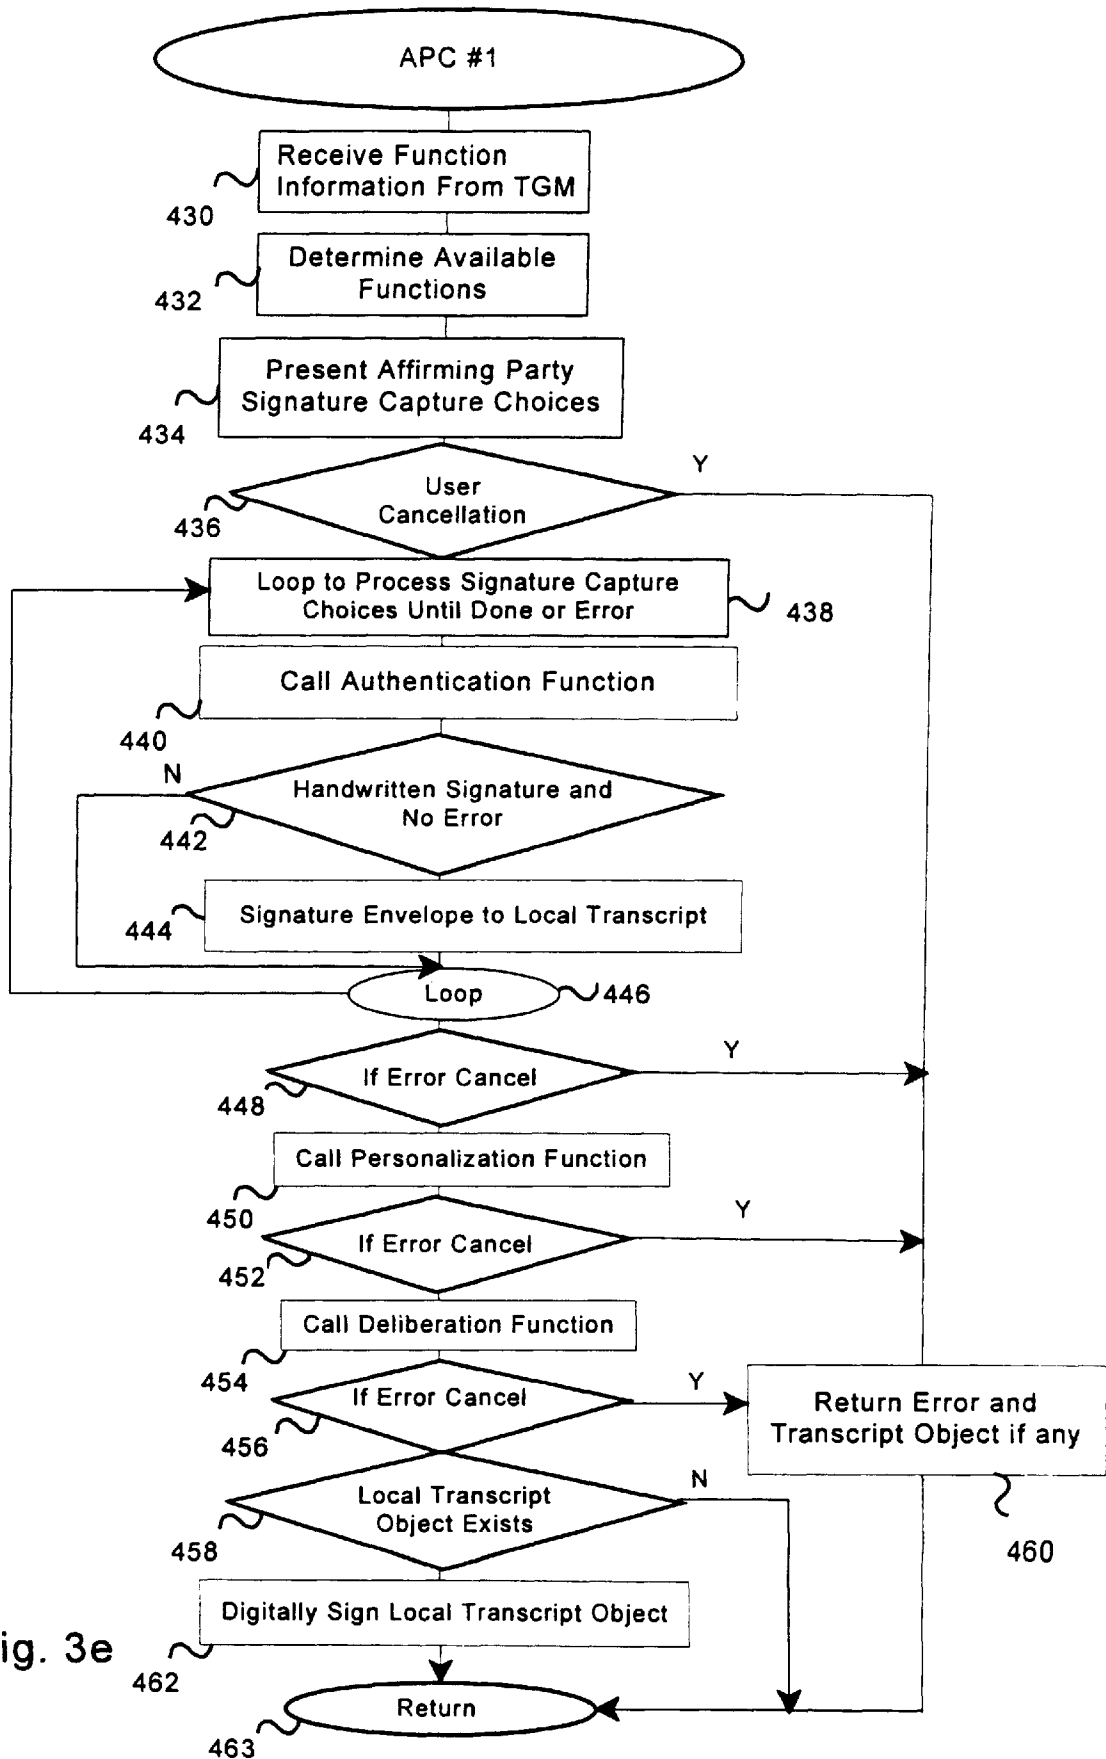 APC #1
Receive Function
Information From TGM
430
Determine Available
Functions
432
Present Affirming Party
Signature Capture Choices
434
Y
User
Cancellation
436
Loop to Process Signature Capture
Choices Until Done or Error
438
Call Authentication Function
440
N
Handwritten Signature and
No Error
442
Signature Envelope to Local Transcript
444
Loop
446
Y
If Error Cancel
448
Call Personalization Function
450
Y
If Error Cancel
452
Call Deliberation Function
454
Y
If Error Cancel
456
Return Error and
Transcript Object if any
460
N
Local Transcript
Object Exists
458
Digitally Sign Local Transcript Object
462
ig. 3e
Return
463